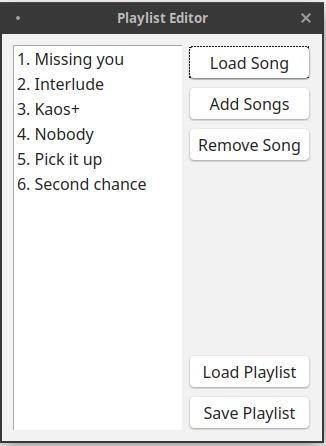 Playlist Editor
1. Missing you
2. Interlude
3. Kaos+
4. Nobody
5. Pick it up
6. Second chance
Load Song
Add Songs
Remove Song
Load Playlist
Save Playlist